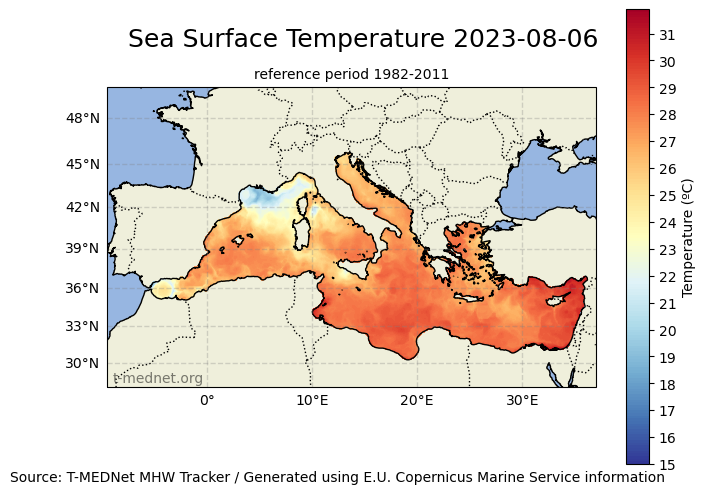 Sea Surface Temperature 2023-08-06
reference period 1982-2011
48°N
45°N
42°N
39°N
36°N
33°N
30°N
t-mednet.org
0°
10°E
20°E
30°E
31
30
29
28
27
26
25
24
23
22
21
20
19
18
17
16
15
Temperature (ºC)
Source: T-MEDNet MHW Tracker / Generated using E.U. Copernicus Marine Service information